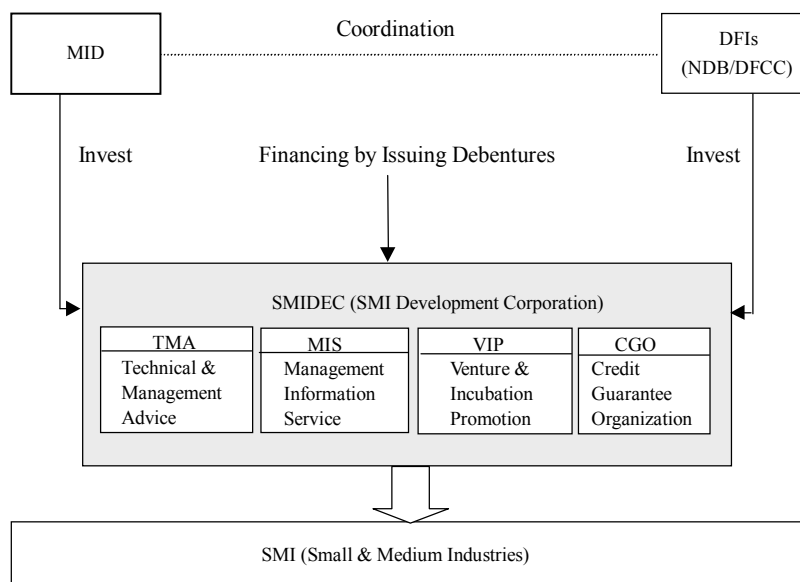 Coordination
MID
DFIs
(NDB/DFCC)
Invest
Financing by Issuing Debentures
Invest
SMIDEC (SMI Development Corporation)
TMA
Technical &
Management
Advice
MIS
Management
Information
Service
VIP
Venture &
Incubation
Promotion
CGO
Credit
Guarantee
Organization
SMI (Small & Medium Industries)